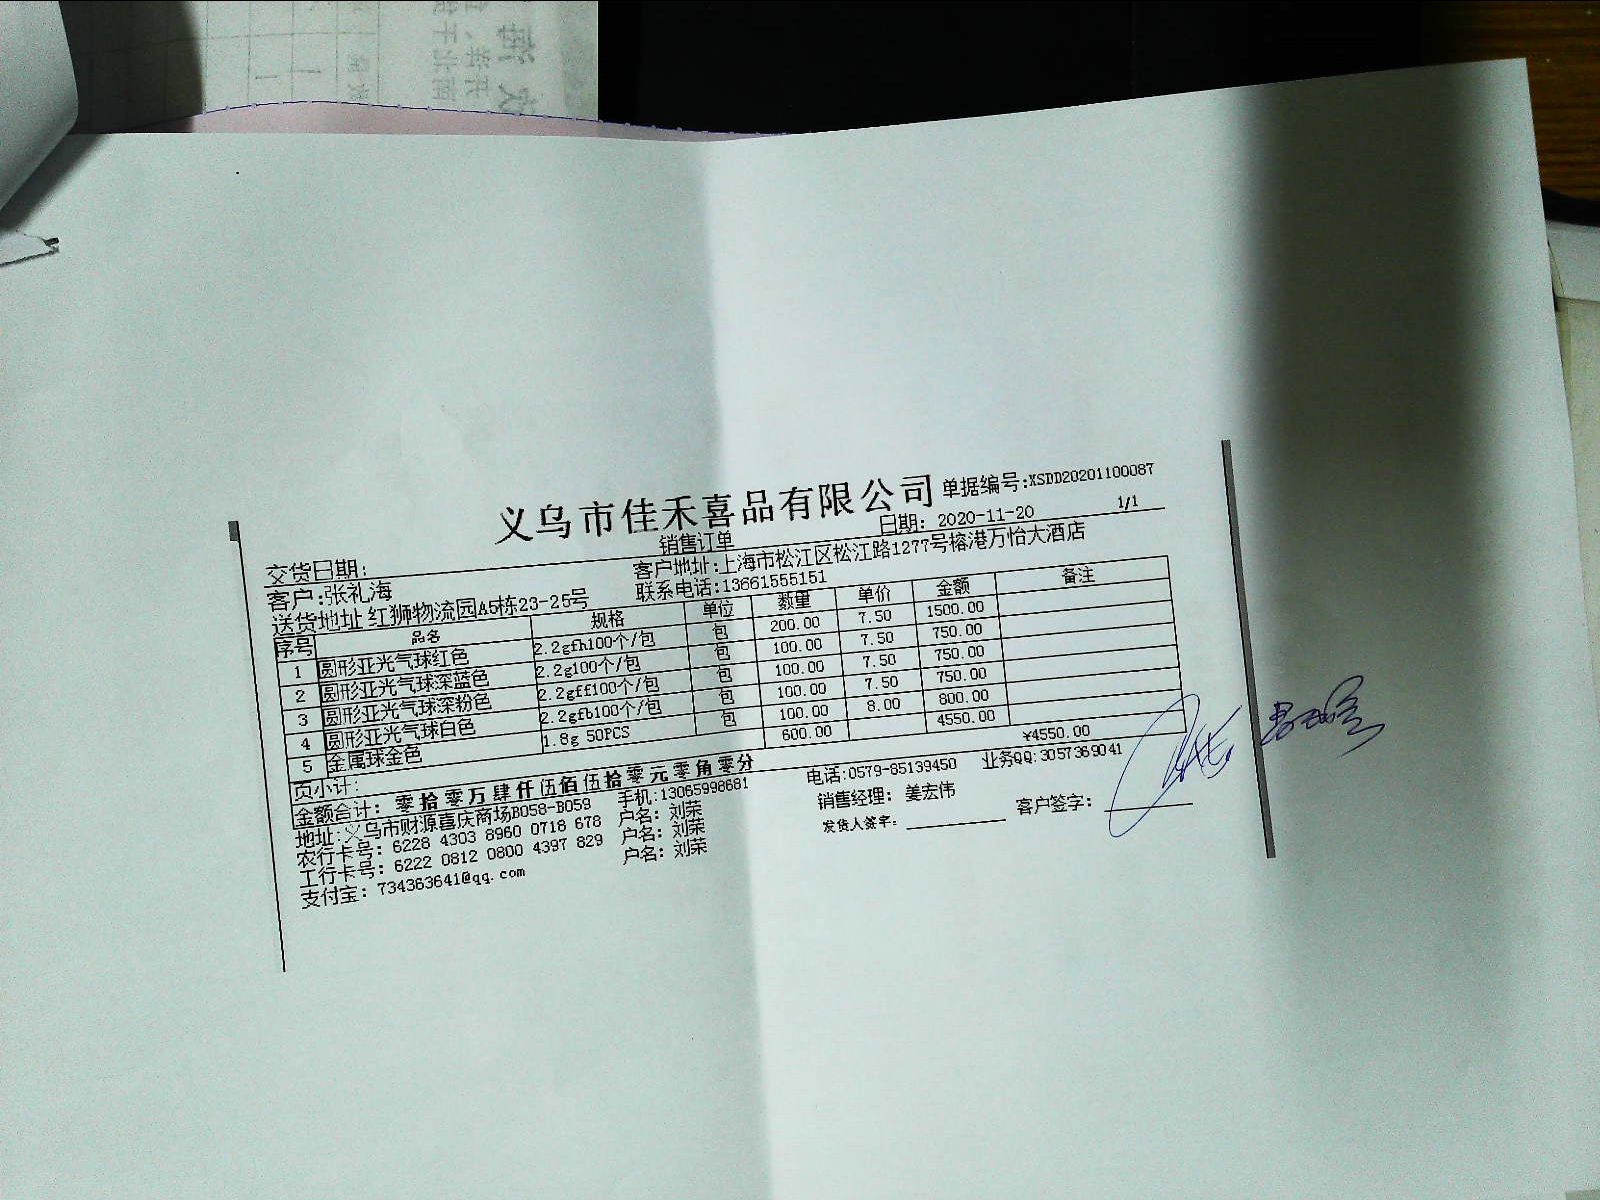 义乌市佳禾喜品有限公司 单据编号:XSDD20201100087
销售订单 日期: 2020-11-20 1/1
交货日期:
客户:张礼海 客户地址:上海市松江区松江路1277号榕港万怡大酒店
送货地址 红狮物流园A5栋23-25号 联系电话:13661555151
序号 品名 规格 单位 数量 单价 金额 备注
1 圆形亚光气球红色 2.2gfh100个/包 包 200.00 7.50 1500.00
2 圆形亚光气球深蓝色 2.2g100个/包 包 100.00 7.50 750.00
3 圆形亚光气球深粉色 2.2gff100个/包 包 100.00 7.50 750.00
4 圆形亚光气球白色 2.2gfb100个/包 包 100.00 7.50 750.00
5 金属球金色 1.8g 50PCS 包 100.00 8.00 800.00
页小计: 600.00 4550.00
金额合计: 零拾零万肆仟伍佰伍拾零元零角零分 ¥4550.00
地址:义乌市财源喜庆商场B058-B059 手机:13065998681 电话:0579-85139450 业务QQ:3057369041
农行卡号: 6228 4303 8960 0718 678 户名: 刘荣 销售经理: 姜宏伟
工行卡号: 6222 0812 0800 4397 829 户名: 刘荣 发货人签字: 客户签字:
支付宝: 734363641@qq.com 户名: 刘荣